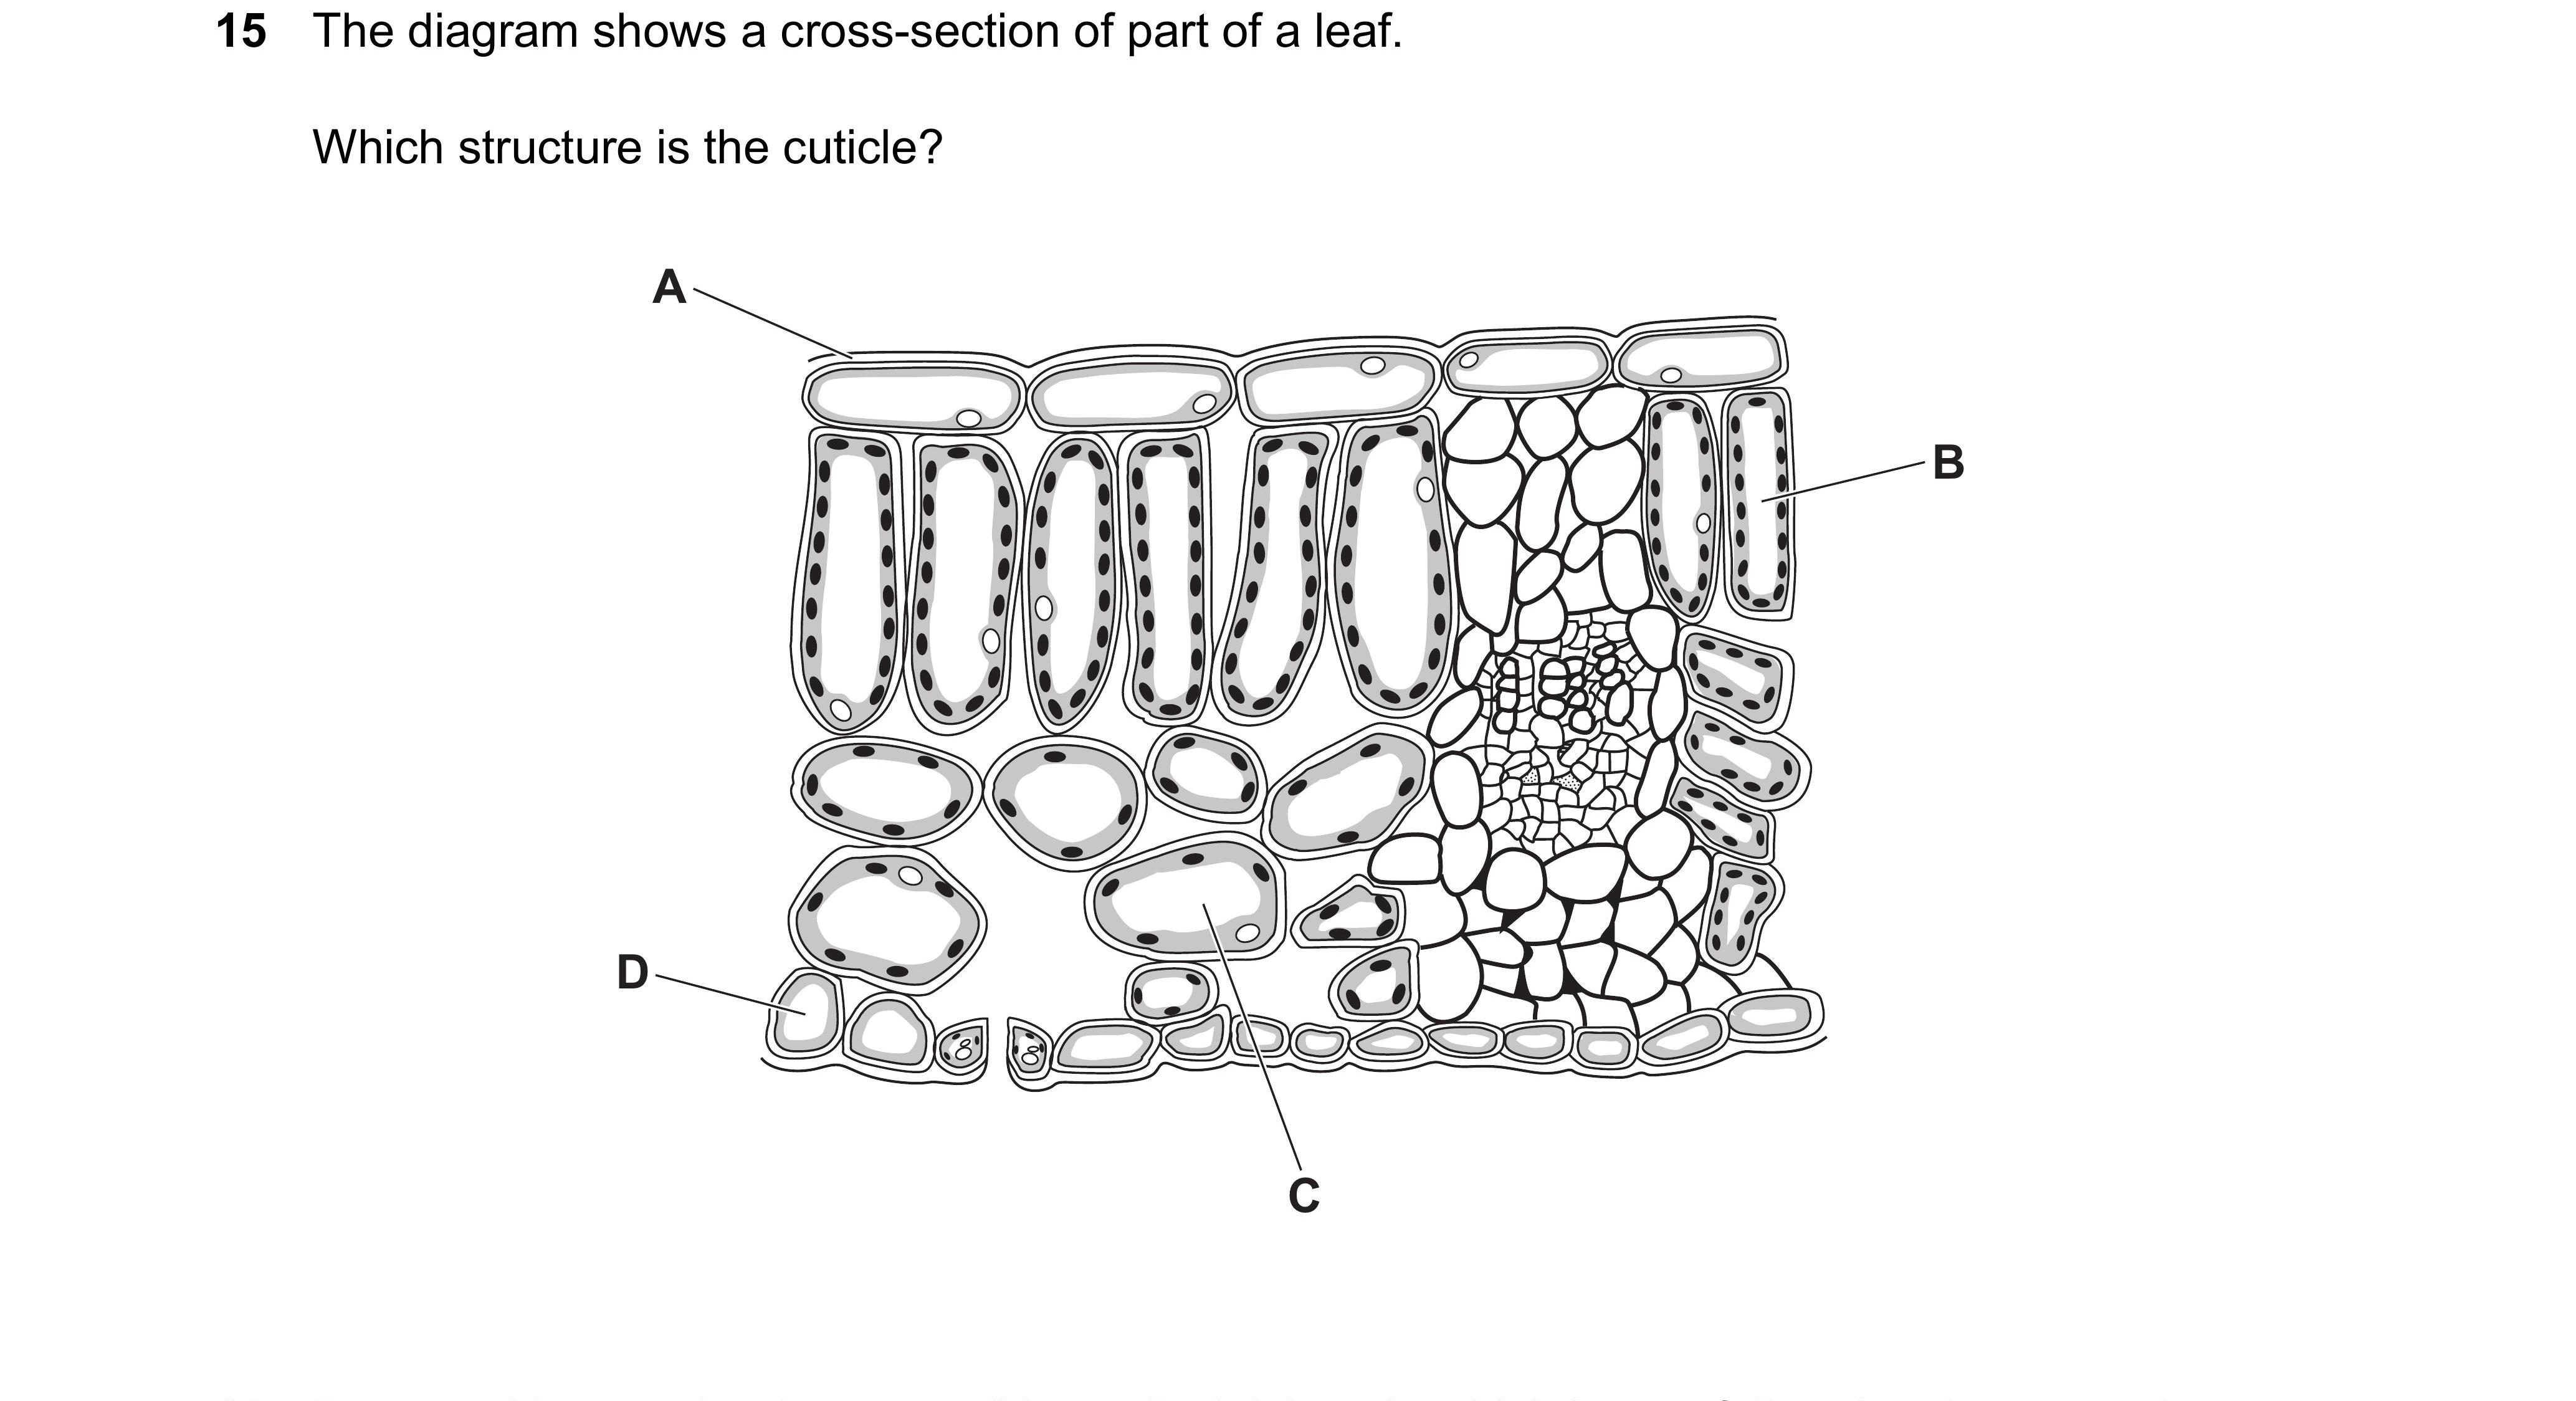 15 The diagram shows a cross-section of part of a leaf.
Which structure is the cuticle?
A
B
D
C